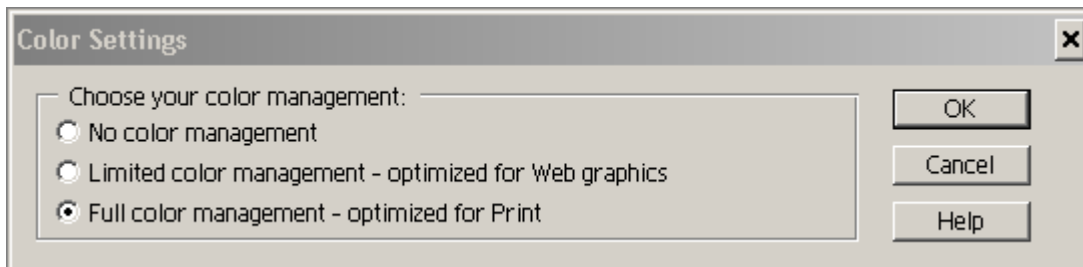 Color Settings
Choose your color management:
No color management
Limited color management - optimized for Web graphics
Full color management - optimized for Print
OK
Cancel
Help